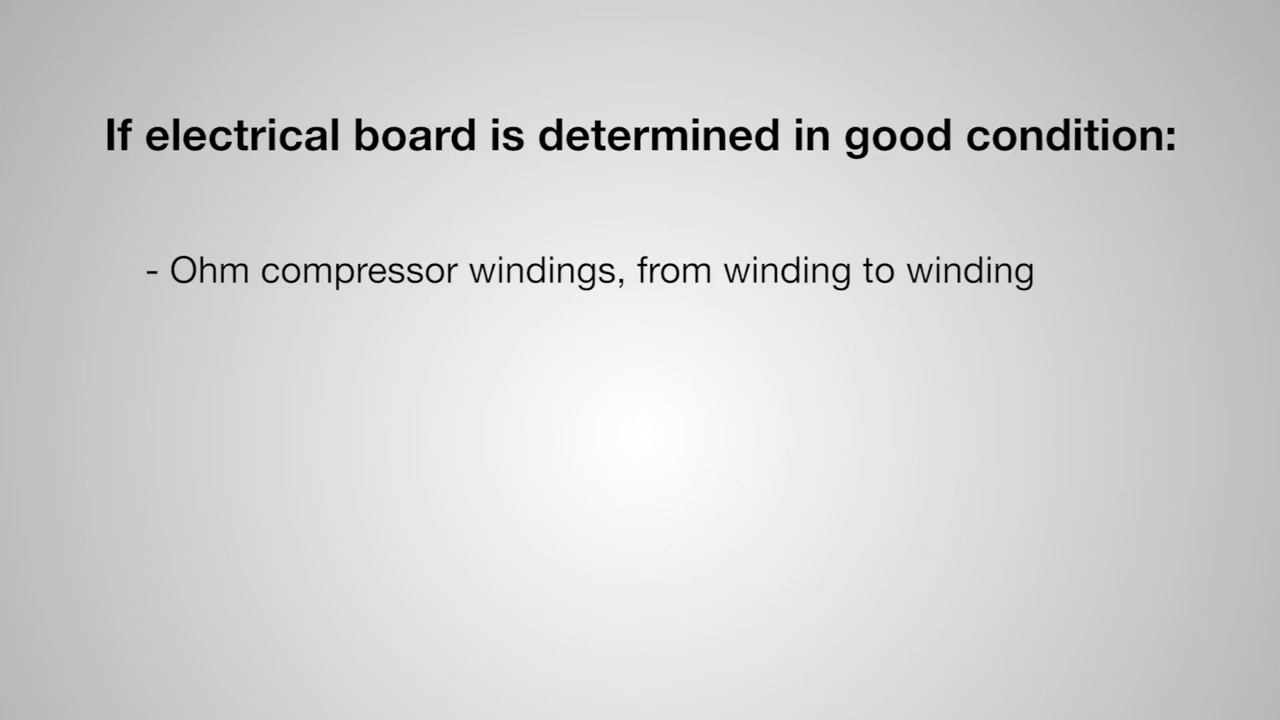 If electrical board is determined in good condition:
- Ohm compressor windings, from winding to winding